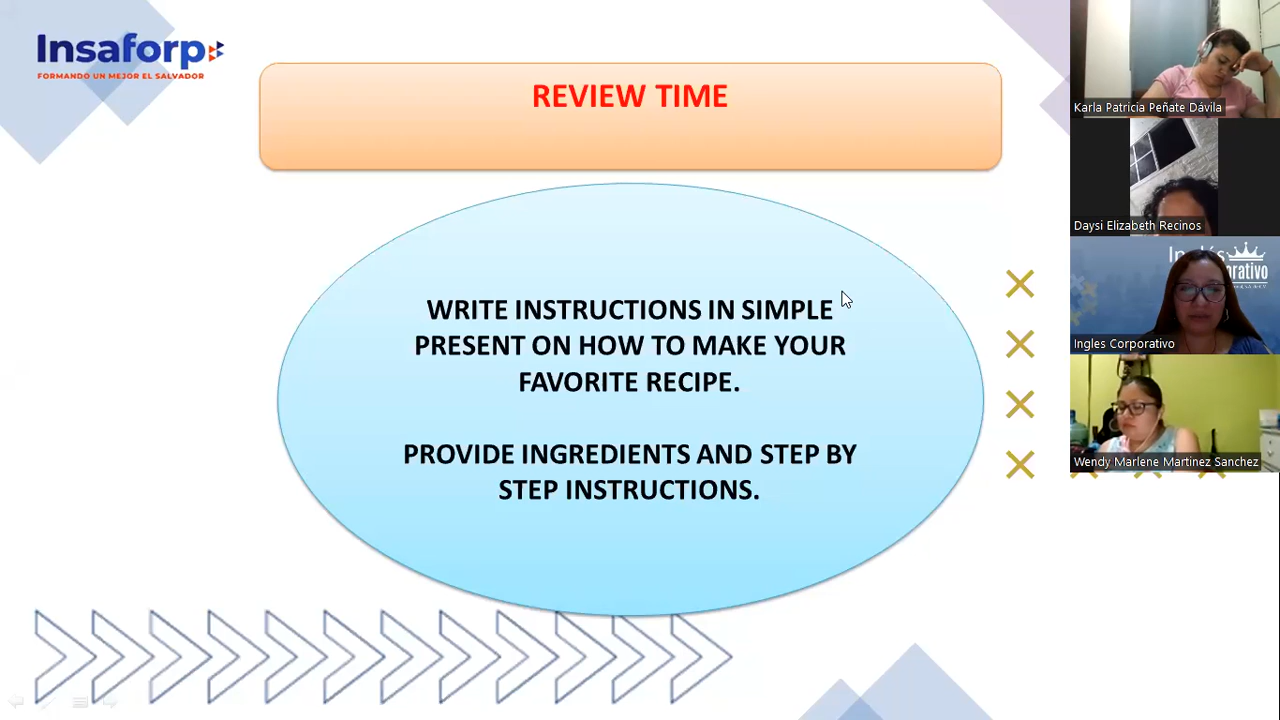 Insaforp
FORMANDO UN MEJOR EL SALVADOR
REVIEW TIME
WRITE INSTRUCTIONS IN SIMPLE
PRESENT ON HOW TO MAKE YOUR
FAVORITE RECIPE.
PROVIDE INGREDIENTS AND STEP BY
STEP INSTRUCTIONS.
Karla Patricia Peñate Dávila
Daysi Elizabeth Recinos
Ingles Corporativo
Wendy Marlene Martinez Sanchez